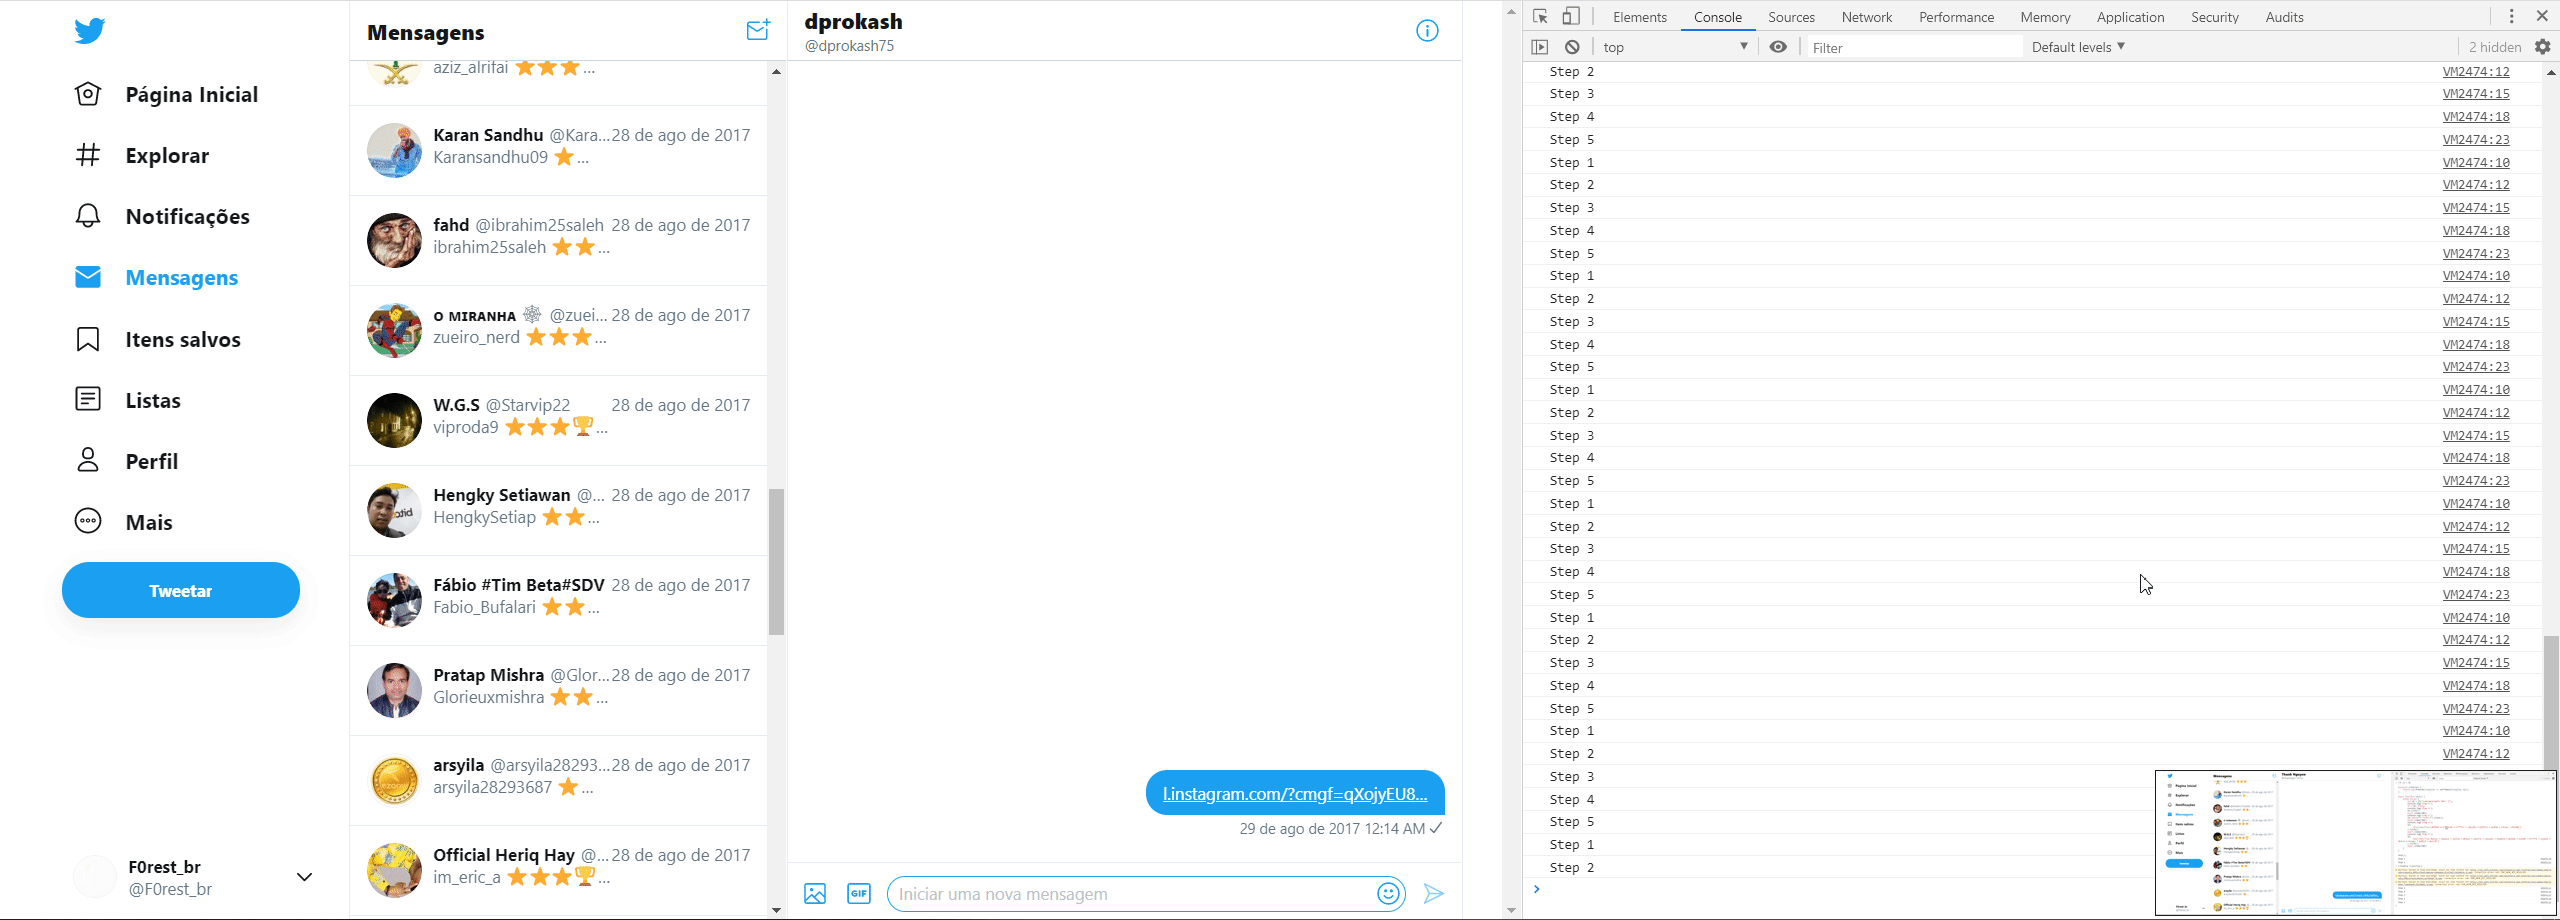 Página Inicial
Explorar
Notificações
Mensagens
Itens salvos
Listas
Perfil
Mais
Tweetar
F0rest_br
@F0rest_br
Mensagens
aziz_alrifai ⭐⭐⭐...
Karan Sandhu @Kara... 28 de ago de 2017
Karansandhu09 ⭐...
fahd @ibrahim25saleh 28 de ago de 2017
ibrahim25saleh ⭐⭐...
ᴏ ᴍɪʀᴀɴʜᴀ 🕸 @zuei... 28 de ago de 2017
zueiro_nerd ⭐⭐⭐...
W.G.S @Starvip22 28 de ago de 2017
viproda9 ⭐⭐⭐🏆...
Hengky Setiawan @... 28 de ago de 2017
HengkySetiap ⭐⭐...
Fábio #Tim Beta#SDV 28 de ago de 2017
Fabio_Bufalari ⭐⭐...
Pratap Mishra @Glor... 28 de ago de 2017
Glorieuxmishra ⭐⭐...
arsyila @arsyila28293... 28 de ago de 2017
arsyila28293687 ⭐...
Official Heriq Hay @... 28 de ago de 2017
im_eric_a ⭐⭐⭐🏆...
dprokash
@dprokash75
l.instagram.com/?cmgf=qXojyEU8...
29 de ago de 2017 12:14 AM ✓
GIF
Iniciar uma nova mensagem
Elements Console Sources Network Performance Memory Application Security Audits
top Filter Default levels 2 hidden
Step 2 VM2474:12
Step 3 VM2474:15
Step 4 VM2474:18
Step 5 VM2474:23
Step 1 VM2474:10
Step 2 VM2474:12
Step 3 VM2474:15
Step 4 VM2474:18
Step 5 VM2474:23
Step 1 VM2474:10
Step 2 VM2474:12
Step 3 VM2474:15
Step 4 VM2474:18
Step 5 VM2474:23
Step 1 VM2474:10
Step 2 VM2474:12
Step 3 VM2474:15
Step 4 VM2474:18
Step 5 VM2474:23
Step 1 VM2474:10
Step 2 VM2474:12
Step 3 VM2474:15
Step 4 VM2474:18
Step 5 VM2474:23
Step 1 VM2474:10
Step 2 VM2474:12
Step 3 VM2474:15
Step 4 VM2474:18
Step 5 VM2474:23
Step 1 VM2474:10
Step 2 VM2474:12
Step 3
Step 4
Step 5
Step 1
Step 2